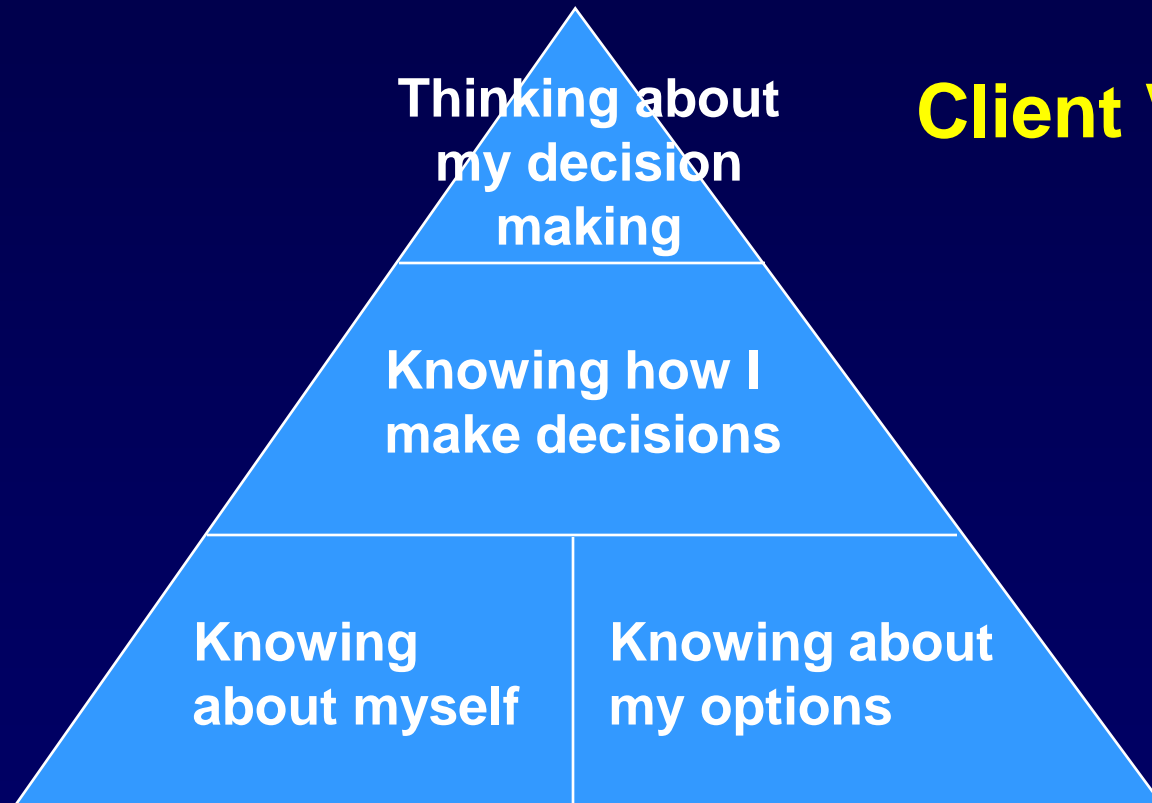 Thinking about
my decision
making
Client
Knowing how I
make decisions
Knowing
about myself
Knowing about
my options